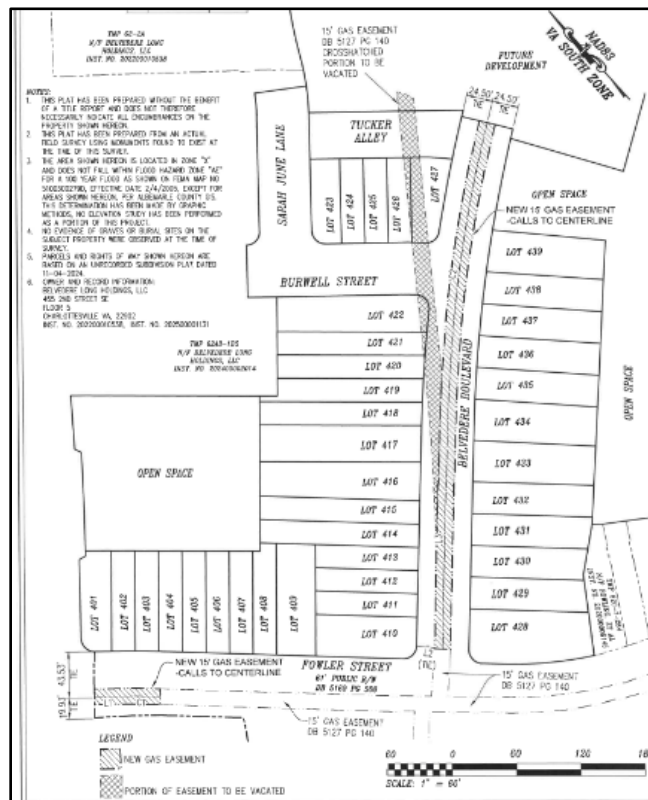 TMP 62-2A
N/F BELVEDERE LONG
HOLDINGS, LLC
15' GAS EASEMENT
DB 5127 PG 140
CROSSHATCHED
PORTION TO BE
VACATED
NAD83
VA SOUTH ZONE
FUTURE
DEVELOPMENT
24.50' 24.50'
TIE TIE
NOTES:
1. THIS PLAT HAS BEEN PREPARED WITHOUT THE BENEFIT
OF A TITLE REPORT AND DOES NOT THEREFORE
NECESSARILY INDICATE ALL ENCUMBRANCES ON THE
PROPERTY SHOWN HEREON.
2. THIS PLAT HAS BEEN PREPARED FROM AN ACTUAL
FIELD SURVEY USING MONUMENTS FOUND TO EXIST AT
THE TIME OF THIS SURVEY.
3. THE AREA SHOWN HEREON IS LOCATED IN ZONE "X"
AND DOES NOT FALL WITHIN FLOOD HAZARD ZONE "AE"
FOR A 100 YEAR FLOOD AS SHOWN ON FEMA MAP NO
EFFECTIVE DATE 2/4/2005, EXCEPT FOR
AREAS SHOWN HEREON, PER ALBEMARLE COUNTY GIS.
THIS DETERMINATION HAS BEEN MADE BY GRAPHIC
METHODS, NO ELEVATION STUDY HAS BEEN PERFORMED
AS A PORTION OF THIS PROJECT.
4. NO EVIDENCE OF GRAVES OR BURIAL SITES ON THE
SUBJECT PROPERTY WERE OBSERVED AT THE TIME OF
SURVEY.
5. PARCELS AND RIGHTS OF WAY SHOWN HEREON ARE
BASED ON AN UNRECORDED SUBDIVISION PLAT DATED
11-04-2024.
6. OWNER AND RECORD INFORMATION:
BELVEDERE LONG HOLDINGS, LLC
455 2ND STREET SE
FLOOR 5
CHARLOTTESVILLE VA, 22902
SARAH JUNE LANE
TUCKER
ALLEY
LOT 423
LOT 424
LOT 425
LOT 426
LOT 427
OPEN SPACE
NEW 15' GAS EASEMENT
-CALLS TO CENTERLINE
BURWELL STREET
LOT 439
LOT 438
LOT 437
LOT 436
LOT 435
LOT 434
LOT 433
LOT 432
LOT 431
LOT 430
LOT 429
LOT 428
OPEN SPACE
BELVEDERE BOULEVARD
LOT 422
LOT 421
LOT 420
LOT 419
LOT 418
LOT 417
LOT 416
LOT 415
LOT 414
LOT 413
LOT 412
LOT 411
LOT 410
N/F BELVEDERE LONG
HOLDINGS, LLC
OPEN SPACE
LOT 401
LOT 402
LOT 403
LOT 404
LOT 405
LOT 406
LOT 407
LOT 408
LOT 409
43.53'
TIE
19.93'
TIE
NEW 15' GAS EASEMENT
-CALLS TO CENTERLINE
FOWLER STREET
61' PUBLIC R/W
15' GAS EASEMENT
DB 5127 PG 140
15' GAS EASEMENT
DB 5127 PG 140
LEGEND
NEW GAS EASEMENT
PORTION OF EASEMENT TO BE VACATED
60 0 60 120
SCALE: 1" = 60'